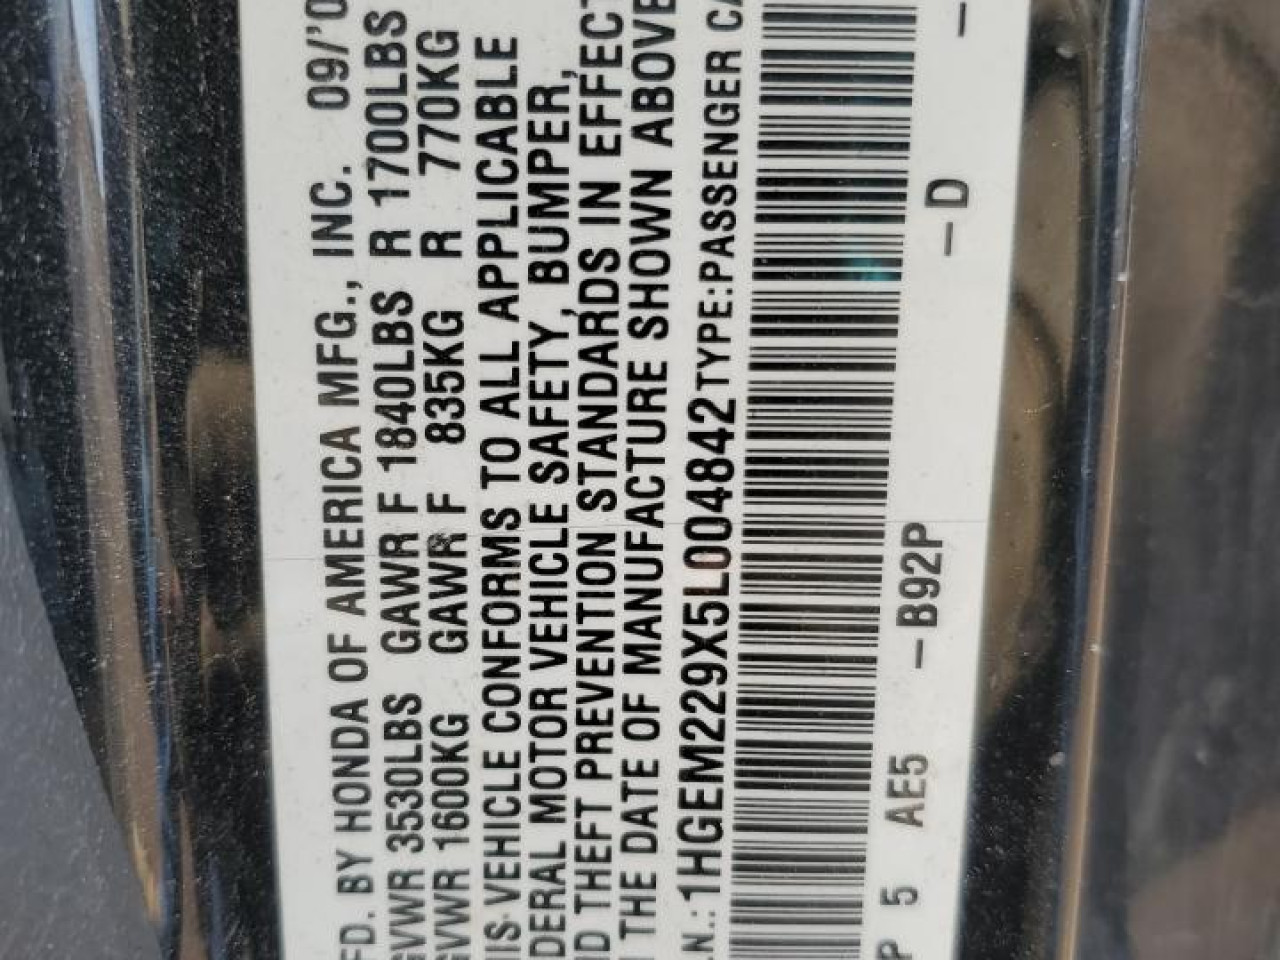 FD. BY HONDA OF AMERICA MFG., INC. 09/'0
GVWR 3530LBS GAWR F 1840LBS R 1700LBS
GVWR 1600KG GAWR F 835KG R 770KG
IS VEHICLE CONFORMS TO ALL APPLICABLE
DERAL MOTOR VEHICLE SAFETY, BUMPER,
ND THEFT PREVENTION STANDARDS IN EFFECT
THE DATE OF MANUFACTURE SHOWN ABOVE
.N.: 1HGEM229X5L004842 TYPE:PASSENGER CA
P 5 AE5 -B92P -D -